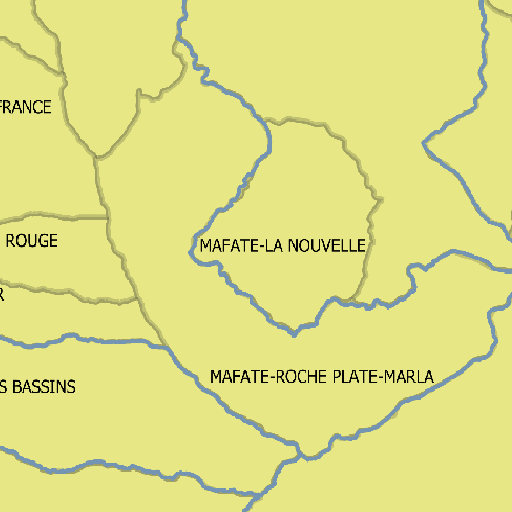 FRANCE
ROUGE
MAFATE-LA NOUVELLE
R
MAFATE-ROCHE PLATE-MARLA
S BASSINS